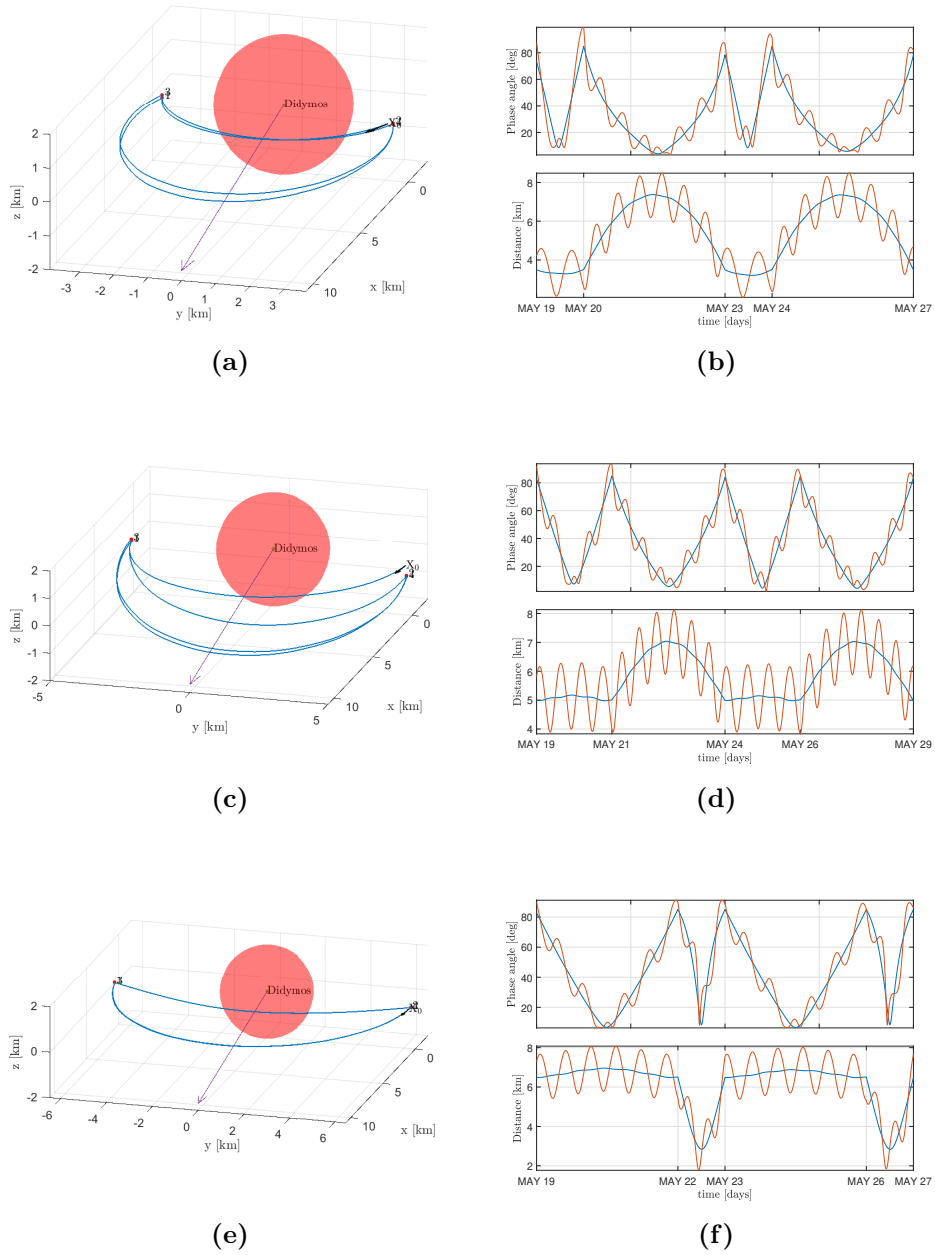 Didymos
2
1
0
-1
-2
z [km]
-3
-2
-1
0
1
2
3
y [km]
0
5
10
x [km]
(a)
80
60
40
20
Phase angle [deg]
8
6
4
Distance [km]
MAY 19
MAY 20
MAY 23
MAY 24
MAY 27
time [days]
(b)
Didymos
X0
2
1
0
-1
-2
z [km]
-5
0
5
y [km]
0
5
10
x [km]
(c)
80
60
40
20
Phase angle [deg]
8
7
6
5
4
Distance [km]
MAY 19
MAY 21
MAY 24
MAY 26
MAY 29
time [days]
(d)
Didymos
2
0
-2
z [km]
-6
-4
-2
0
2
4
6
y [km]
0
5
10
x [km]
(e)
80
60
40
20
Phase angle [deg]
8
6
4
2
Distance [km]
MAY 19
MAY 22
MAY 23
MAY 26
MAY 27
time [days]
(f)